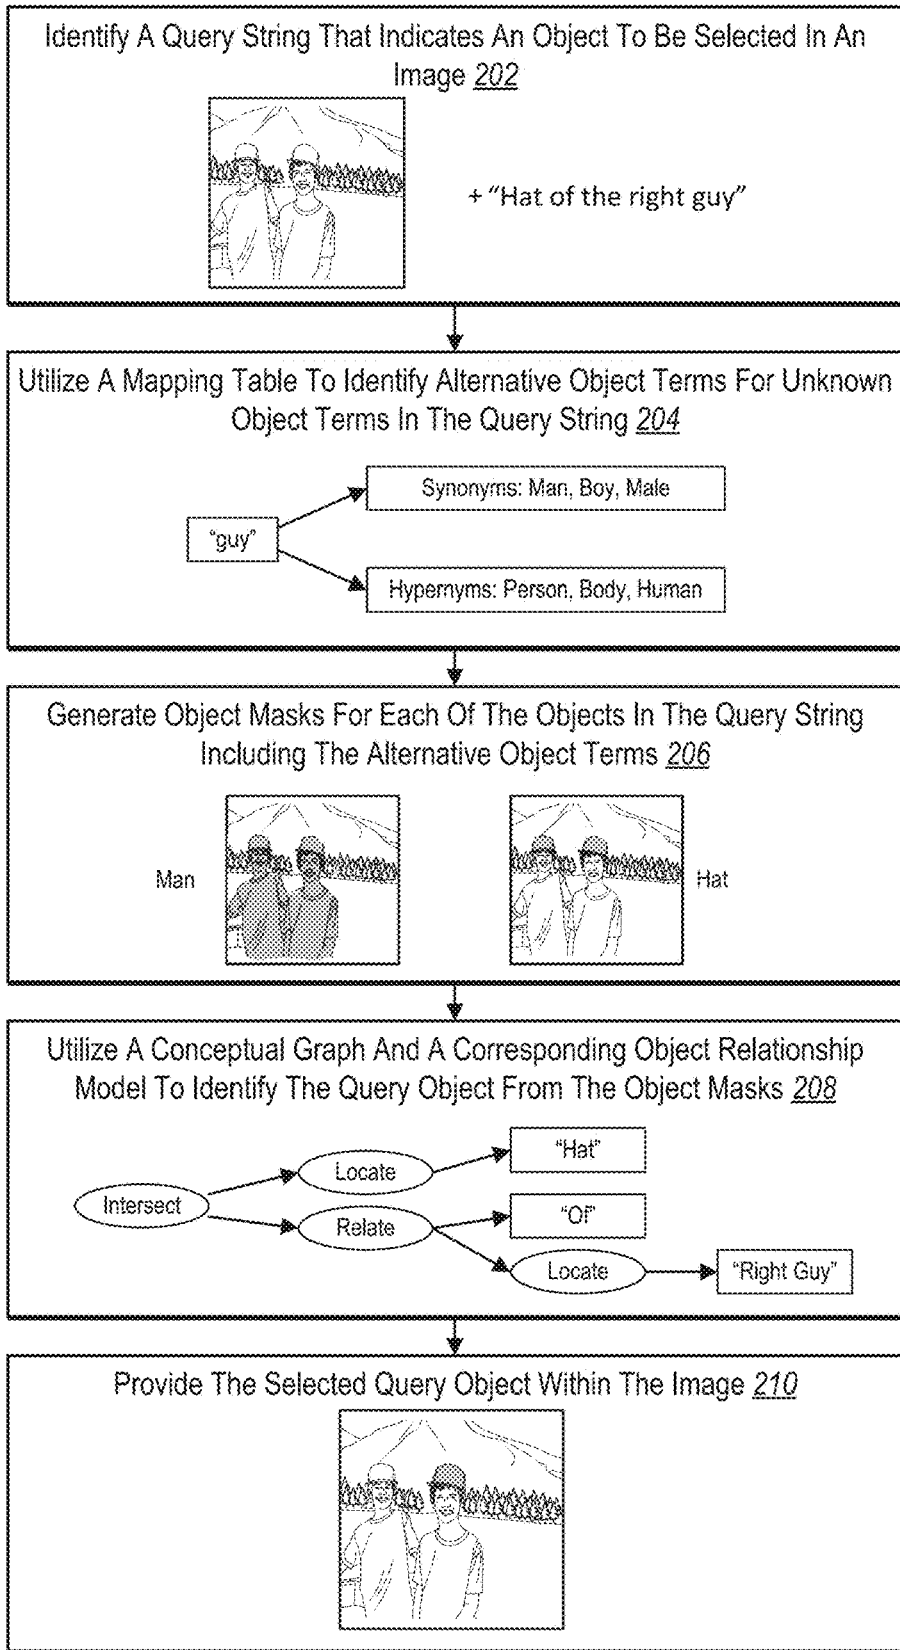 Identify A Query String That Indicates An Object To Be Selected In An
Image 202
+ “Hat of the right guy”
Utilize A Mapping Table To Identify Alternative Object Terms For Unknown
Object Terms In The Query String 204
“guy”
Synonyms: Man, Boy, Male
Hypernyms: Person, Body, Human
Generate Object Masks For Each Of The Objects In The Query String
Including The Alternative Object Terms 206
Man
Hat
Utilize A Conceptual Graph And A Corresponding Object Relationship
Model To Identify The Query Object From The Object Masks 208
Intersect
Locate
“Hat”
Relate
“Of”
Locate
“Right Guy”
Provide The Selected Query Object Within The Image 210